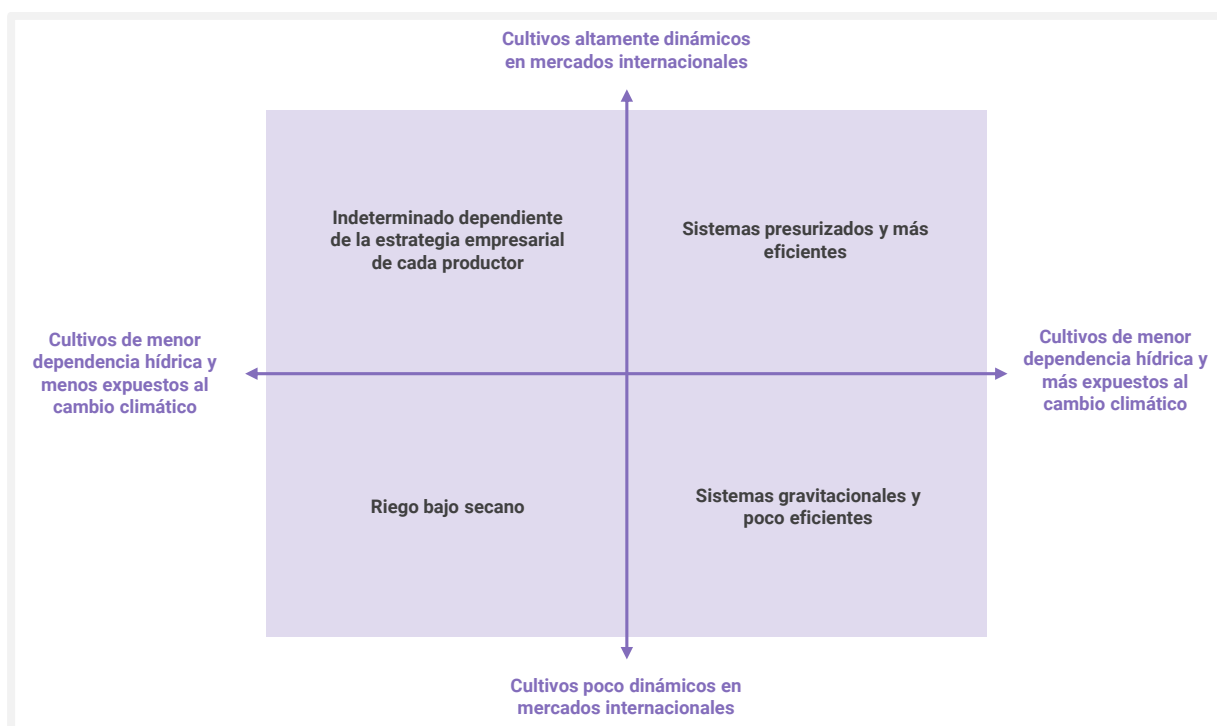 Cultivos altamente dinámicos
en mercados internacionales
Indeterminado dependiente
de la estrategia empresarial
de cada productor
Sistemas presurizados y más
eficientes
Cultivos de menor
dependencia hídrica y
menos expuestos al
cambio climático
Cultivos de menor
dependencia hídrica y
más expuestos al
cambio climático
Riego bajo secano
Sistemas gravitacionales y
poco eficientes
Cultivos poco dinámicos en
mercados internacionales